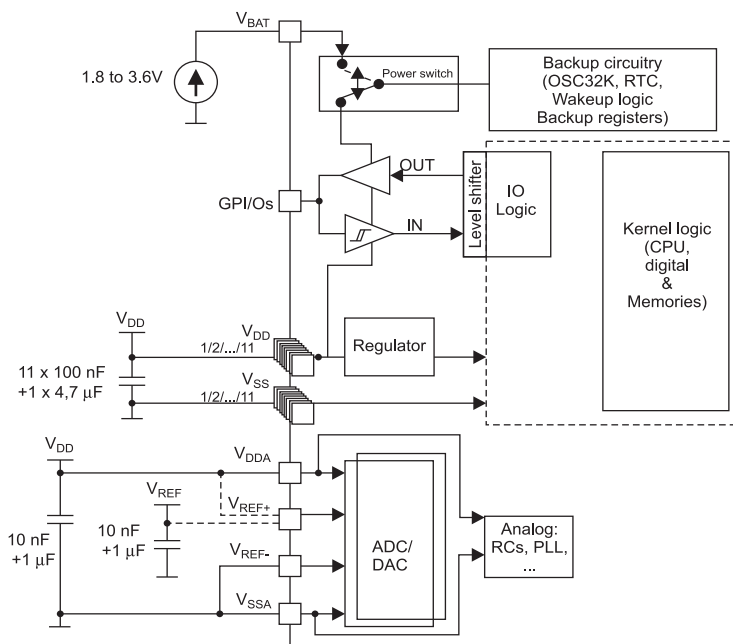 VBAT
1.8 to 3.6V
Power switch
Backup circuitry
(OSC32K, RTC,
Wakeup logic
Backup registers)
OUT
GPI/Os
IN
Level shifter
IO
Logic
Kernel logic
(CPU,
digital
&
Memories)
VDD
VDD
1/2/.../11
Regulator
11 x 100 nF
+1 x 4,7 µF
VSS
1/2/.../11
VDD
VDDA
VREF
VREF+
10 nF
+1 µF
10 nF
+1 µF
VREF-
VSSA
ADC/
DAC
Analog:
RCs, PLL,
...